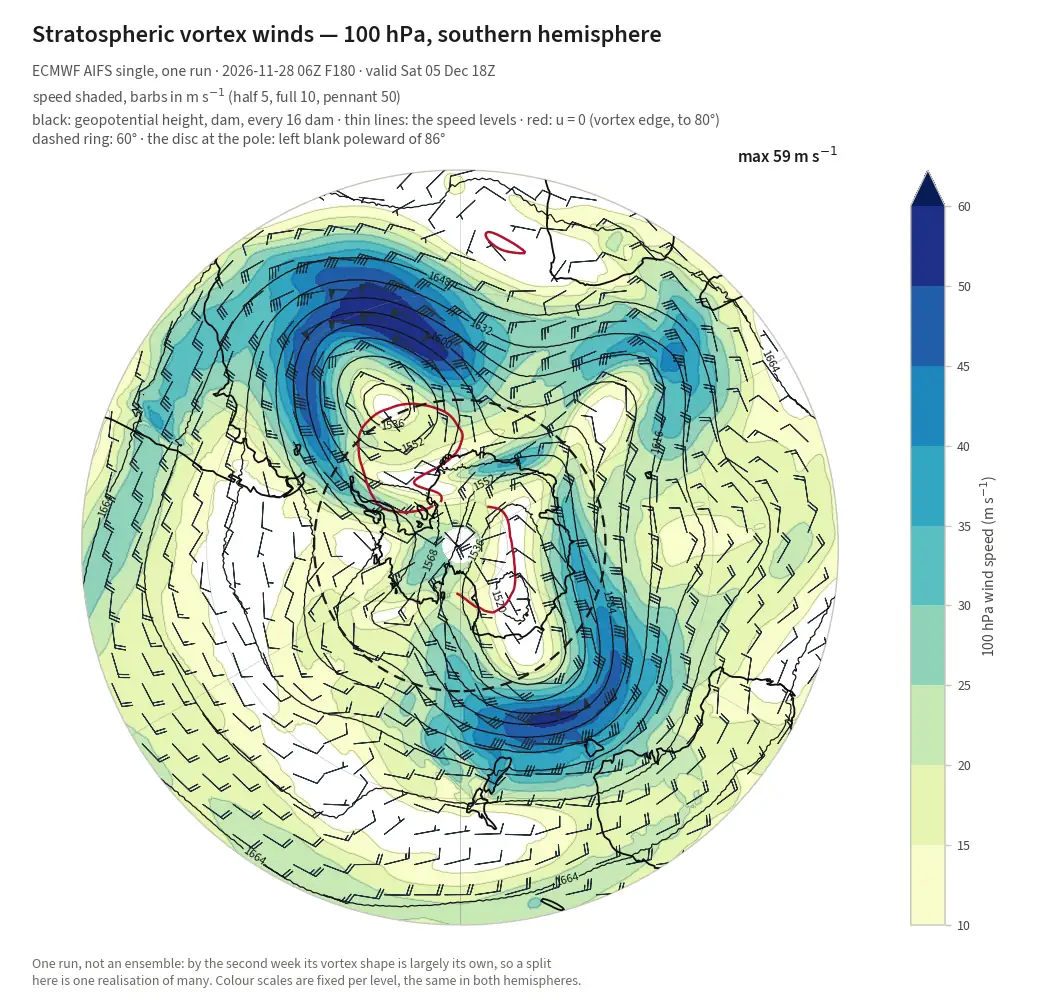 Stratospheric vortex winds — 100 hPa, southern hemisphere
ECMWF AIFS single, one run · 2026-11-28 06Z F180 · valid Sat 05 Dec 18Z
speed shaded, barbs in m s−1 (half 5, full 10, pennant 50)
black: geopotential height, dam, every 16 dam · thin lines: the speed levels · red: u = 0 (vortex edge, to 80°)
dashed ring: 60° · the disc at the pole: left blank poleward of 86°
max 59 m s−1
60
50
45
40
35
30
25
20
15
10
100 hPa wind speed (m s−1)
1632
1600
1664
1536
1552
1552
1664
1536
1568
1664
1664
One run, not an ensemble: by the second week its vortex shape is largely its own, so a split
here is one realisation of many. Colour scales are fixed per level, the same in both hemispheres.